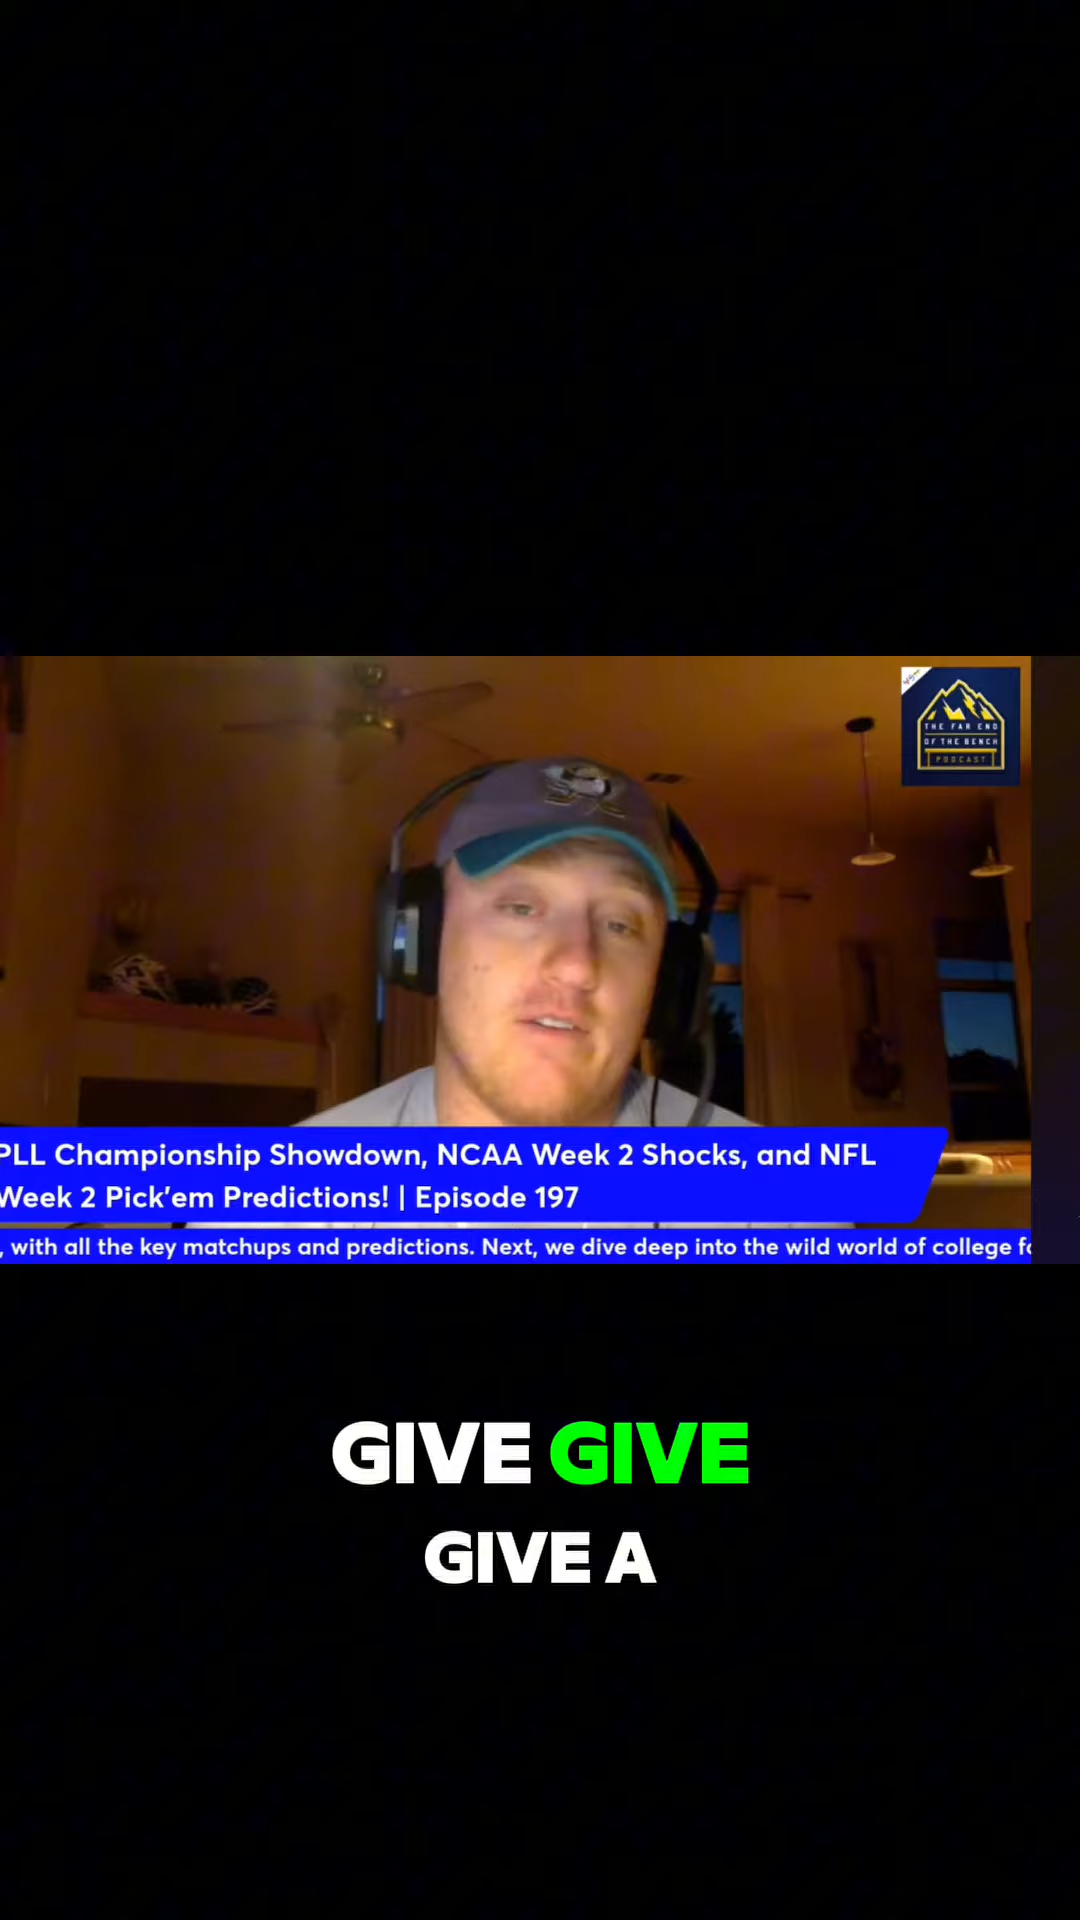 THE FAR END
OF THE BENCH
PODCAST
PLL Championship Showdown, NCAA Week 2 Shocks, and NFL
Week 2 Pick'em Predictions! | Episode 197
, with all the key matchups and predictions. Next, we dive deep into the wild world of college fo
GIVE GIVE
GIVE A